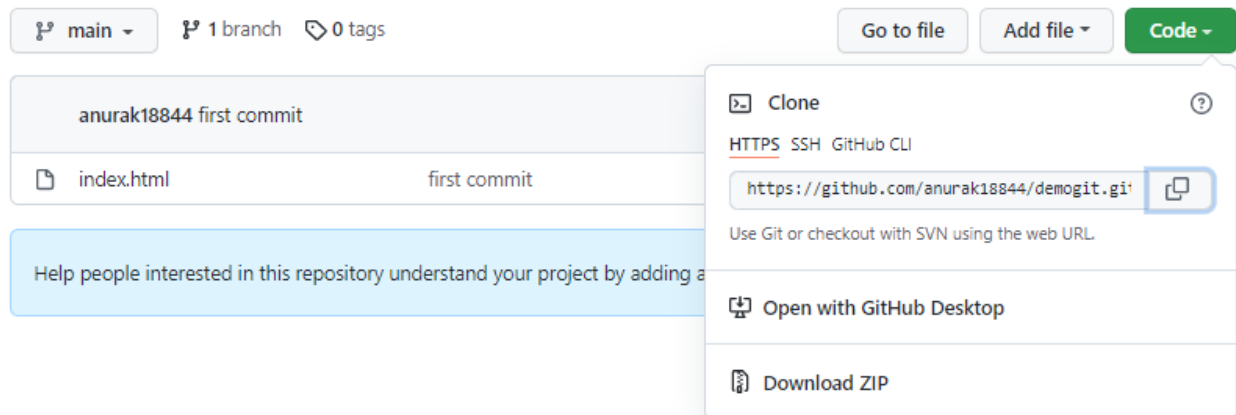 main 1 branch 0 tags Go to file Add file Code
anurak18844 first commit
index.html first commit
Help people interested in this repository understand your project by adding a
Clone
HTTPS SSH GitHub CLI
https://github.com/anurak18844/demogit.git
Use Git or checkout with SVN using the web URL.
Open with GitHub Desktop
Download ZIP